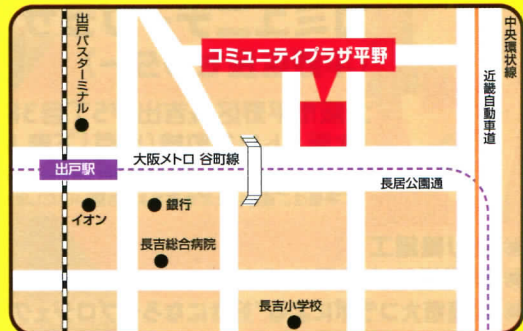 出戸バスターミナル
コミュニティプラザ平野
中央環状線
近畿自動車道
大阪メトロ 谷町線
出戸駅
長居公園通
イオン
銀行
長吉総合病院
長吉小学校